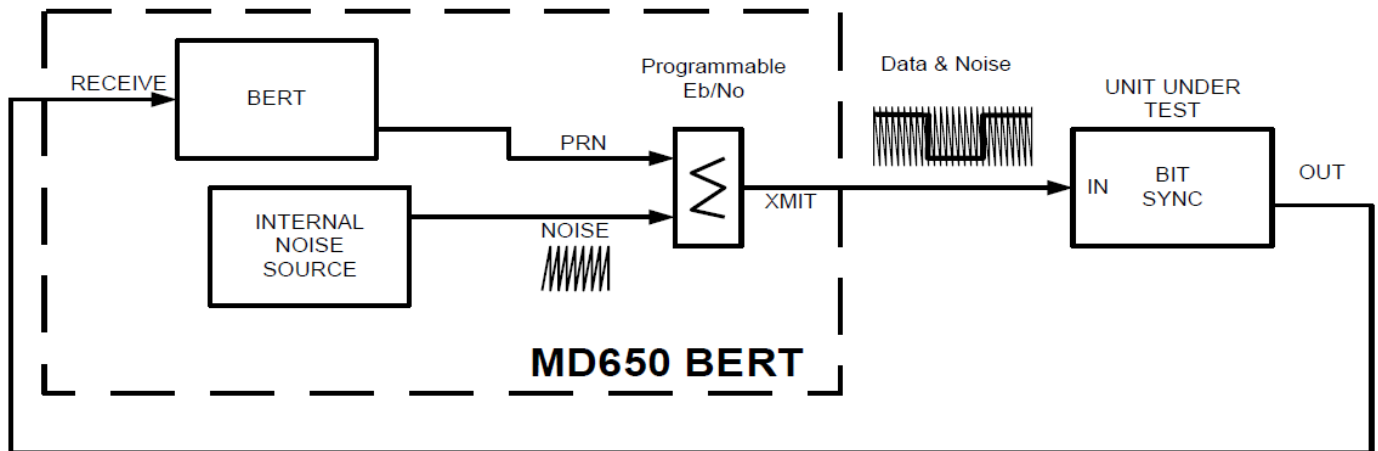 RECEIVE
BERT
Programmable
Eb/No
PRN
INTERNAL
NOISE
SOURCE
NOISE
XMIT
MD650 BERT
Data & Noise
UNIT UNDER
TEST
IN
BIT
SYNC
OUT